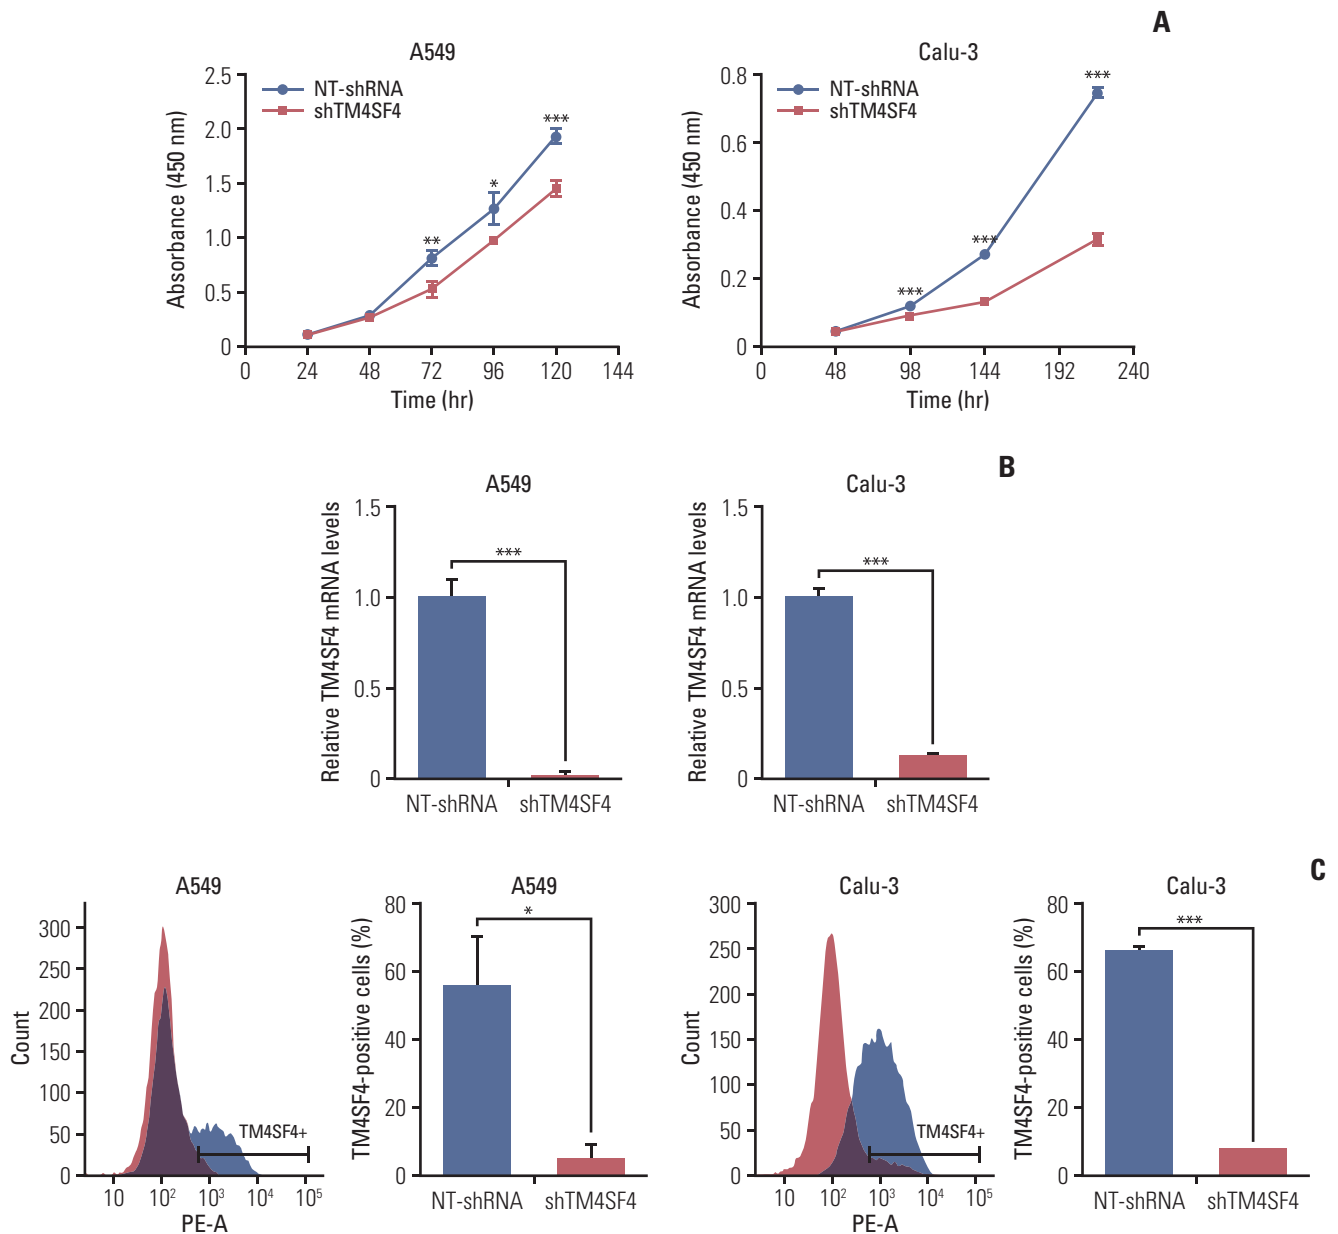 A
A549
Calu-3
NT-shRNA
shTM4SF4
NT-shRNA
shTM4SF4
Absorbance (450 nm)
2.5
2.0
1.5
1.0
0.5
0
***
*
**
0 24 48 72 96 120 144
Time (hr)
Absorbance (450 nm)
0.8
0.6
0.4
0.2
0
***
***
***
0 48 98 144 192 240
Time (hr)
B
A549
Calu-3
Relative TM4SF4 mRNA levels
1.5
1.0
0.5
0
***
NT-shRNA shTM4SF4
Relative TM4SF4 mRNA levels
1.5
1.0
0.5
0
***
NT-shRNA shTM4SF4
C
A549
Count
300
250
200
150
100
50
0
TM4SF4+
10 10² 10³ 10⁴ 10⁵
PE-A
A549
TM4SF4-positive cells (%)
80
60
40
20
0
*
NT-shRNA shTM4SF4
Calu-3
Count
300
250
200
150
100
50
0
TM4SF4+
10 10² 10³ 10⁴ 10⁵
PE-A
Calu-3
TM4SF4-positive cells (%)
80
60
40
20
0
***
NT-shRNA shTM4SF4